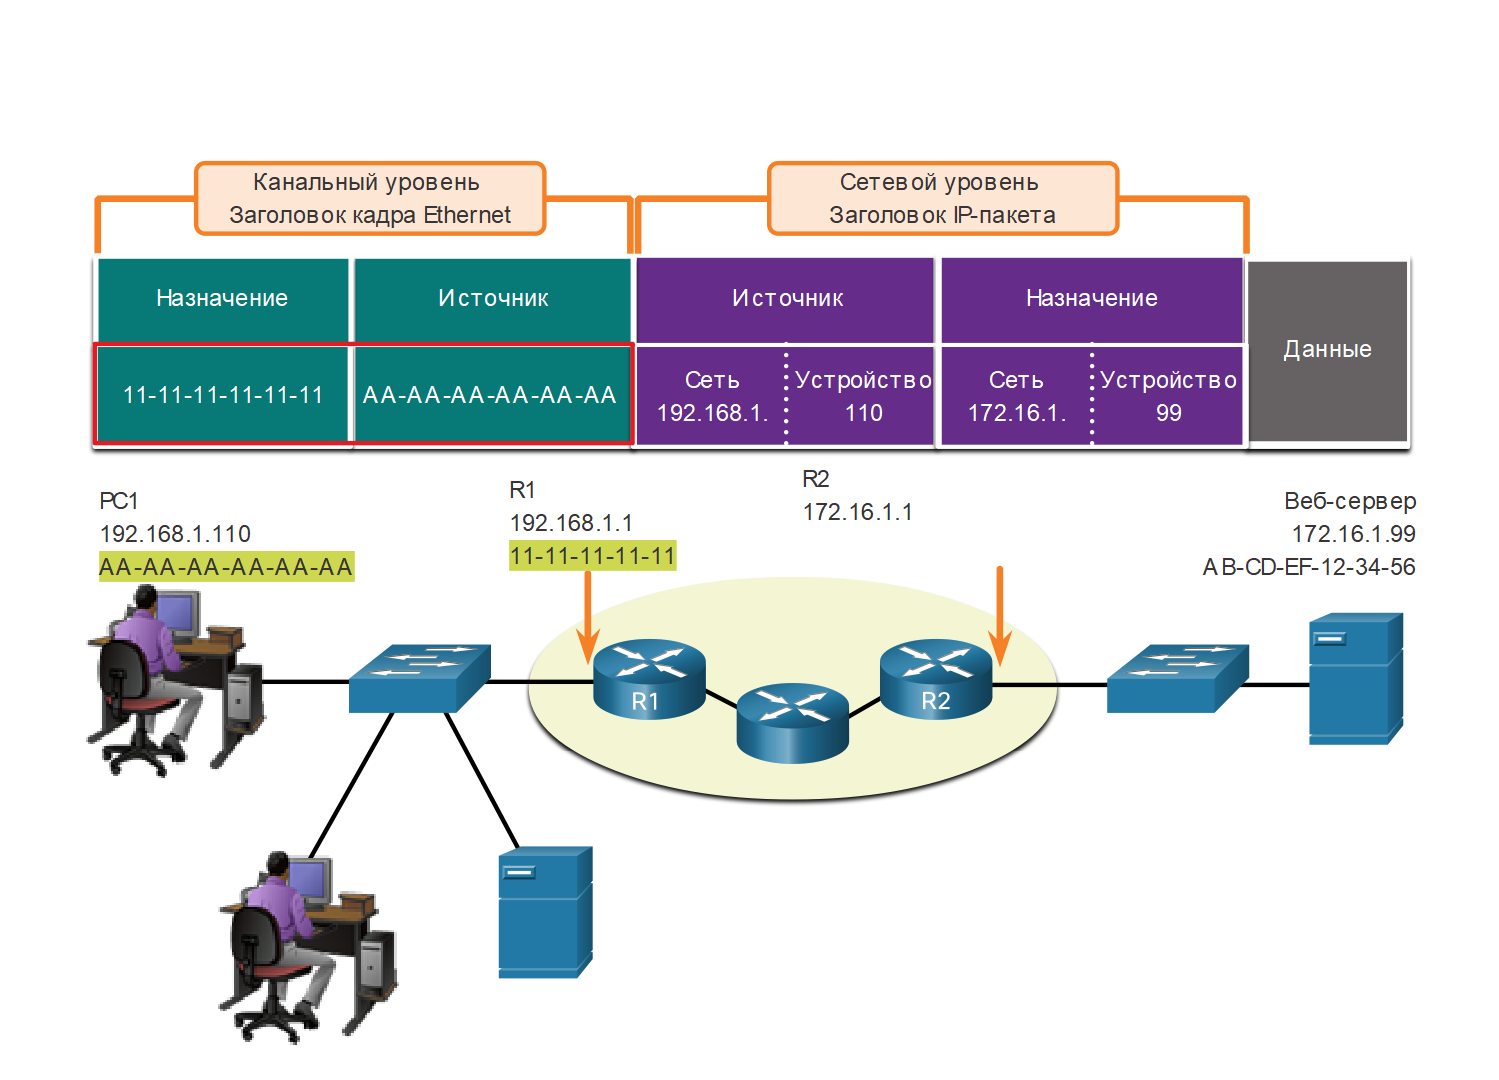 Канальный уровень
Заголовок кадра Ethernet
Сетевой уровень
Заголовок IP-пакета
Назначение
Источник
Источник
Назначение
Данные
11-11-11-11-11-11
AA-AA-AA-AA-AA-AA
Сеть
192.168.1.
Устройство
110
Сеть
172.16.1.
Устройство
99
PC1
192.168.1.110
AA-AA-AA-AA-AA-AA
R1
192.168.1.1
11-11-11-11-11
R2
172.16.1.1
Веб-сервер
172.16.1.99
AB-CD-EF-12-34-56
R1
R2